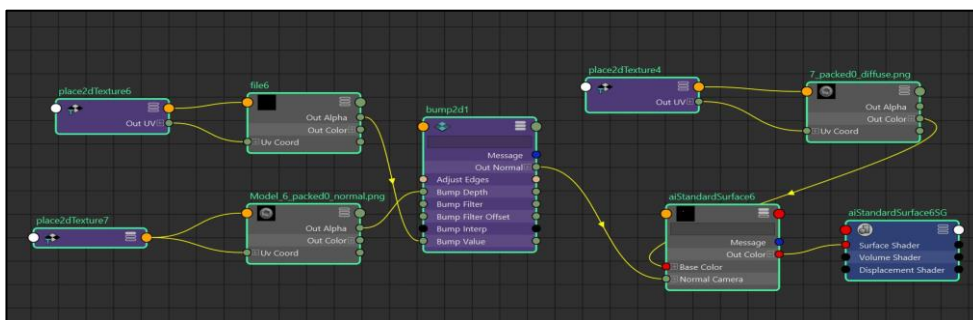 place2dTexture6
Out UV
file6
Out Alpha
Out Color
Uv Coord
place2dTexture7
Model_6_packed0_normal.png
Out Alpha
Out Color
Uv Coord
bump2d1
Message
Out Normal
Adjust Edges
Bump Depth
Bump Filter
Bump Filter Offset
Bump Interp
Bump Value
place2dTexture4
Out UV
7_packed0_diffuse.png
Out Alpha
Out Color
Uv Coord
aiStandardSurface6
Message
Out Color
Base Color
Normal Camera
aiStandardSurface6SG
Surface Shader
Volume Shader
Displacement Shader